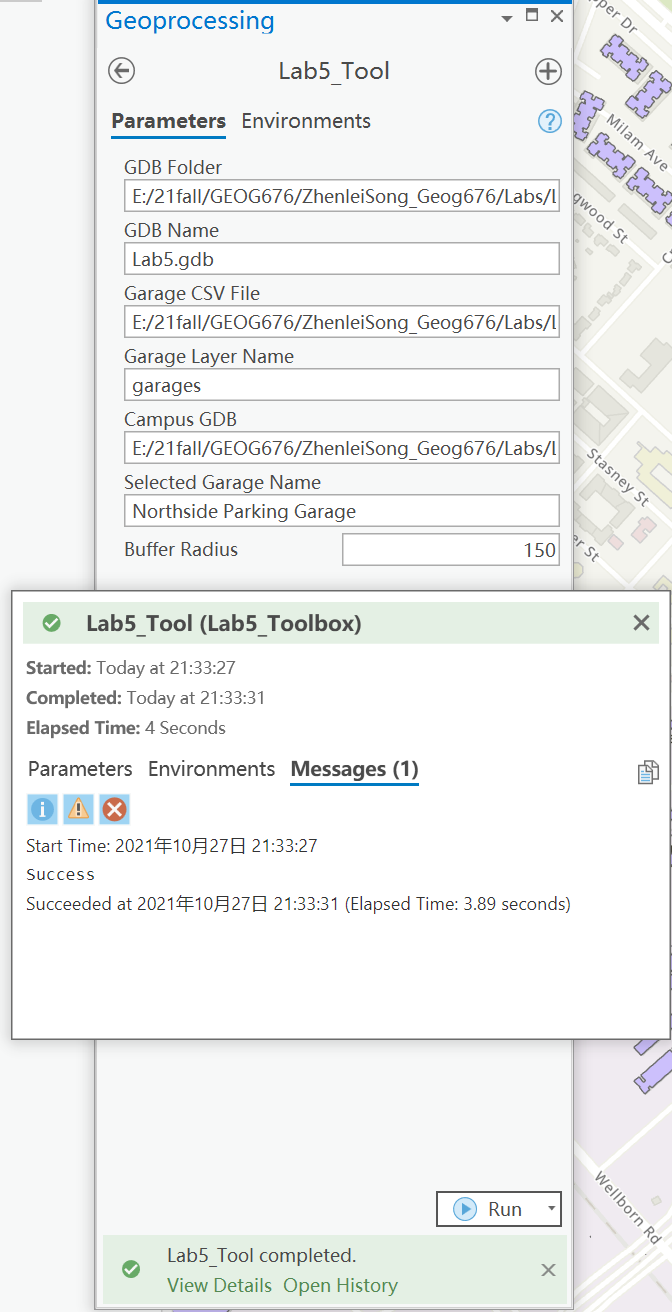 Geoprocessing
Lab5_Tool
Parameters Environments
GDB Folder
E:/21fall/GEOG676/ZhenleiSong_Geog676/Labs/L
GDB Name
Lab5.gdb
Garage CSV File
E:/21fall/GEOG676/ZhenleiSong_Geog676/Labs/L
Garage Layer Name
garages
Campus GDB
E:/21fall/GEOG676/ZhenleiSong_Geog676/Labs/L
Selected Garage Name
Northside Parking Garage
Buffer Radius 150
Lab5_Tool (Lab5_Toolbox)
Started: Today at 21:33:27
Completed: Today at 21:33:31
Elapsed Time: 4 Seconds
Parameters Environments Messages (1)
Start Time: 2021年10月27日 21:33:27
Success
Succeeded at 2021年10月27日 21:33:31 (Elapsed Time: 3.89 seconds)
Run
Lab5_Tool completed.
View Details Open History
pper Dr
Milam Ave
gwood St
Stasney St
er St
Wellborn Rd